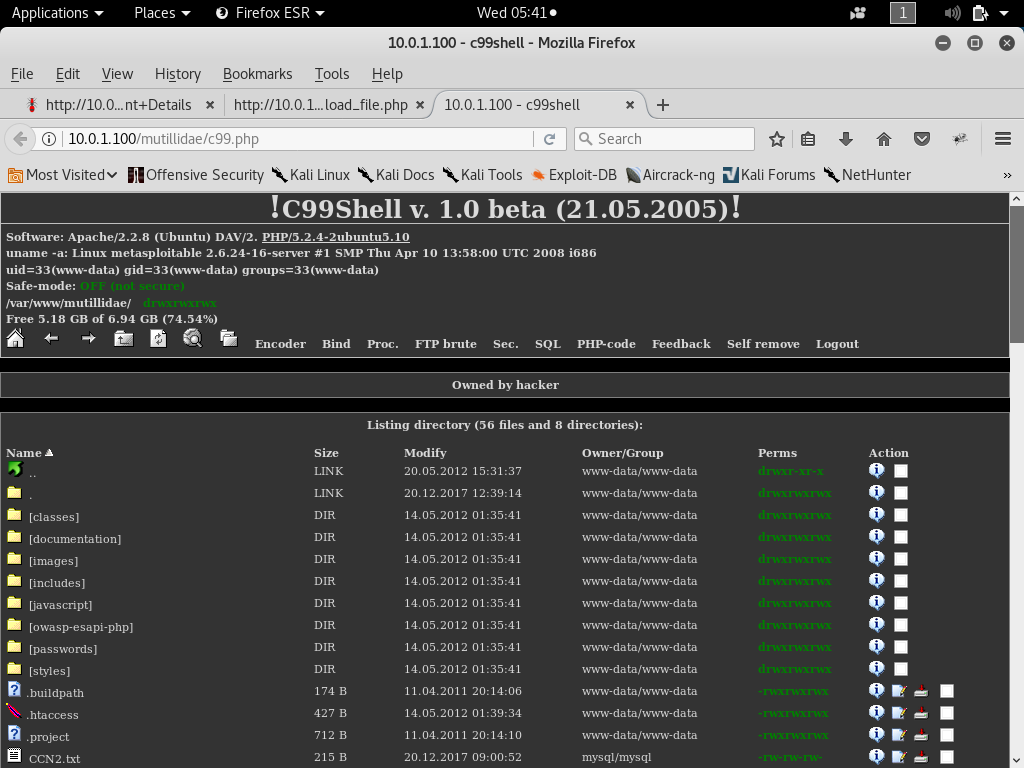 Applications Places Firefox ESR Wed 05:41 1
10.0.1.100 - c99shell - Mozilla Firefox
File Edit View History Bookmarks Tools Help
http://10.0...nt+Details http://10.0.1...load_file.php 10.0.1.100 - c99shell
10.0.1.100/mutillidae/c99.php Search
Most Visited Offensive Security Kali Linux Kali Docs Kali Tools Exploit-DB Aircrack-ng Kali Forums NetHunter »
!C99Shell v. 1.0 beta (21.05.2005)!
Software: Apache/2.2.8 (Ubuntu) DAV/2. PHP/5.2.4-2ubuntu5.10
uname -a: Linux metasploitable 2.6.24-16-server #1 SMP Thu Apr 10 13:58:00 UTC 2008 i686
uid=33(www-data) gid=33(www-data) groups=33(www-data)
Safe-mode: OFF (not secure)
/var/www/mutillidae/ drwxrwxrwx
Free 5.18 GB of 6.94 GB (74.54%)
Encoder Bind Proc. FTP brute Sec. SQL PHP-code Feedback Self remove Logout
Owned by hacker
Listing directory (56 files and 8 directories):
Name Size Modify Owner/Group Perms Action
.. LINK 20.05.2012 15:31:37 www-data/www-data drwxr-xr-x
. LINK 20.12.2017 12:39:14 www-data/www-data drwxrwxrwx
[classes] DIR 14.05.2012 01:35:41 www-data/www-data drwxrwxrwx
[documentation] DIR 14.05.2012 01:35:41 www-data/www-data drwxrwxrwx
[images] DIR 14.05.2012 01:35:41 www-data/www-data drwxrwxrwx
[includes] DIR 14.05.2012 01:35:41 www-data/www-data drwxrwxrwx
[javascript] DIR 14.05.2012 01:35:41 www-data/www-data drwxrwxrwx
[owasp-esapi-php] DIR 14.05.2012 01:35:41 www-data/www-data drwxrwxrwx
[passwords] DIR 14.05.2012 01:35:41 www-data/www-data drwxrwxrwx
[styles] DIR 14.05.2012 01:35:41 www-data/www-data drwxrwxrwx
.buildpath 174 B 11.04.2011 20:14:06 www-data/www-data -rwxrwxrwx
.htaccess 427 B 14.05.2012 01:39:34 www-data/www-data -rwxrwxrwx
.project 712 B 11.04.2011 20:14:10 www-data/www-data -rwxrwxrwx
CCN2.txt 215 B 20.12.2017 09:00:52 mysql/mysql -rw-rw-rw-